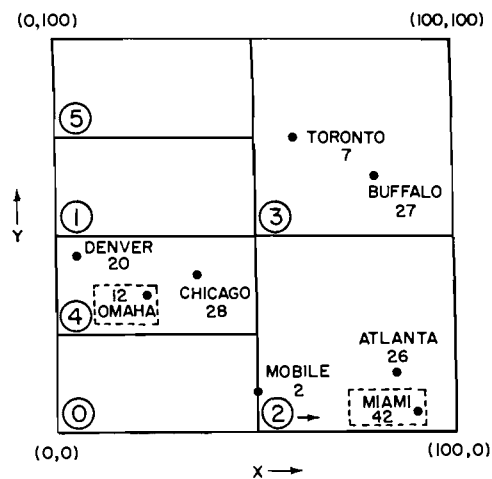 (0,100)
(100,100)
5
TORONTO
7
BUFFALO
27
1
3
Y
DENVER
20
12
OMAHA
CHICAGO
28
4
ATLANTA
26
MOBILE
2
MIAMI
42
0
2
(0,0)
(100,0)
X